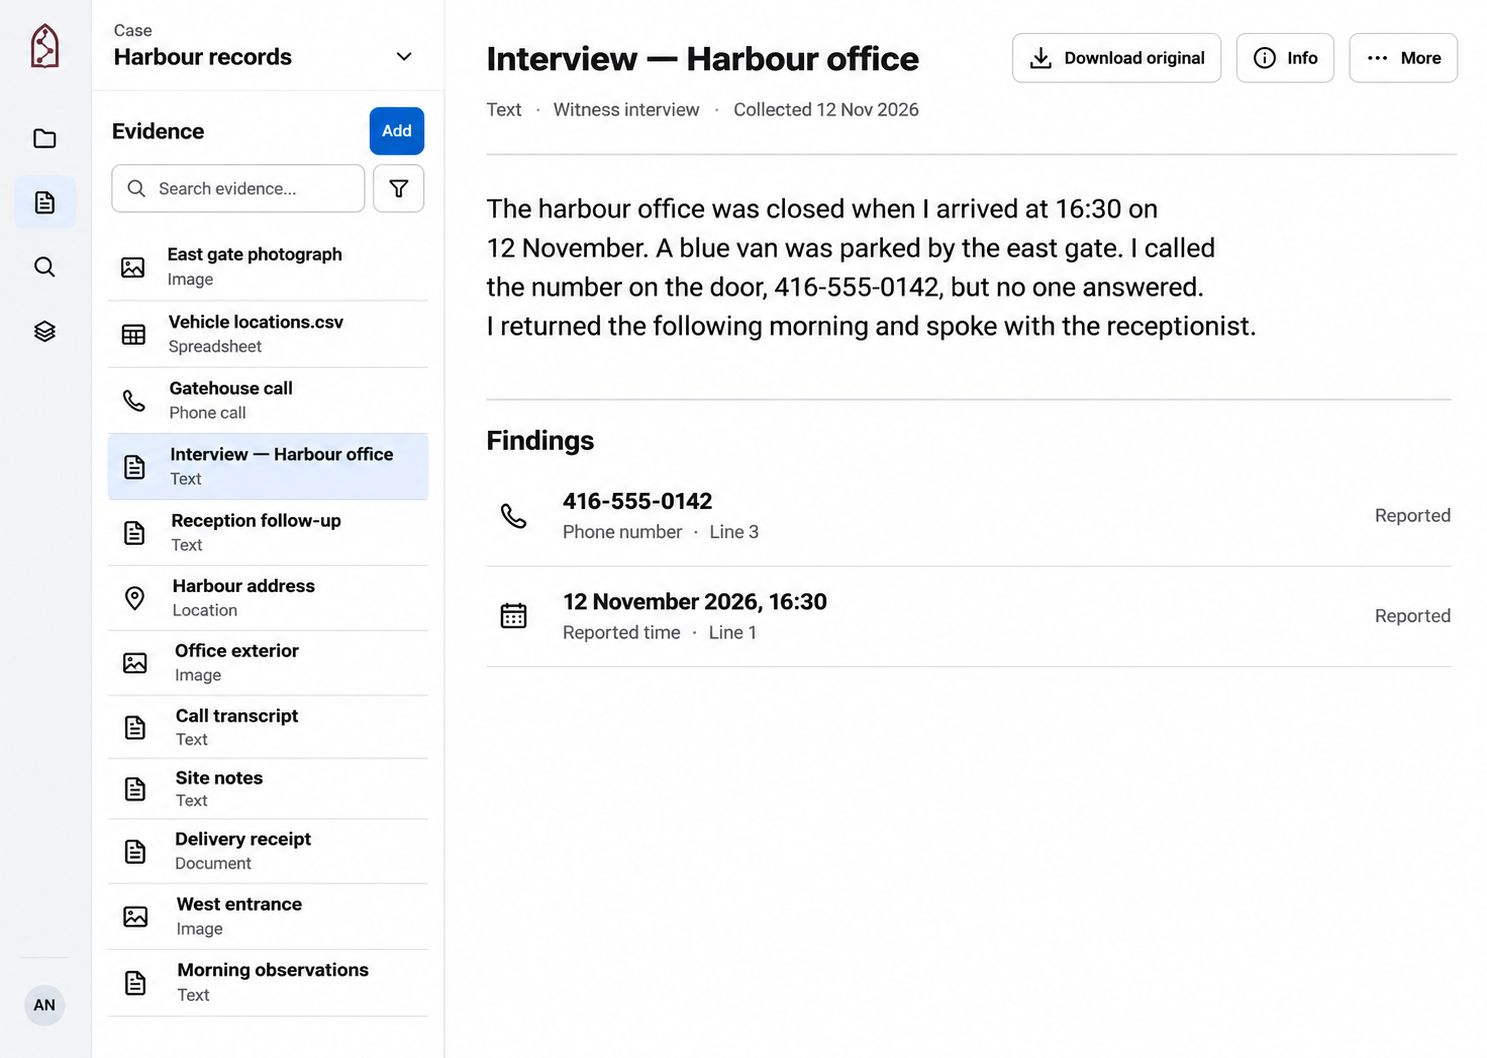 Case
Harbour records
Evidence
Add
Search evidence...
East gate photograph
Image
Vehicle locations.csv
Spreadsheet
Gatehouse call
Phone call
Interview — Harbour office
Text
Reception follow-up
Text
Harbour address
Location
Office exterior
Image
Call transcript
Text
Site notes
Text
Delivery receipt
Document
West entrance
Image
Morning observations
Text
AN
Interview — Harbour office
Download original
Info
More
Text · Witness interview · Collected 12 Nov 2026
The harbour office was closed when I arrived at 16:30 on
12 November. A blue van was parked by the east gate. I called
the number on the door, 416-555-0142, but no one answered.
I returned the following morning and spoke with the receptionist.
Findings
416-555-0142
Phone number · Line 3
Reported
12 November 2026, 16:30
Reported time · Line 1
Reported